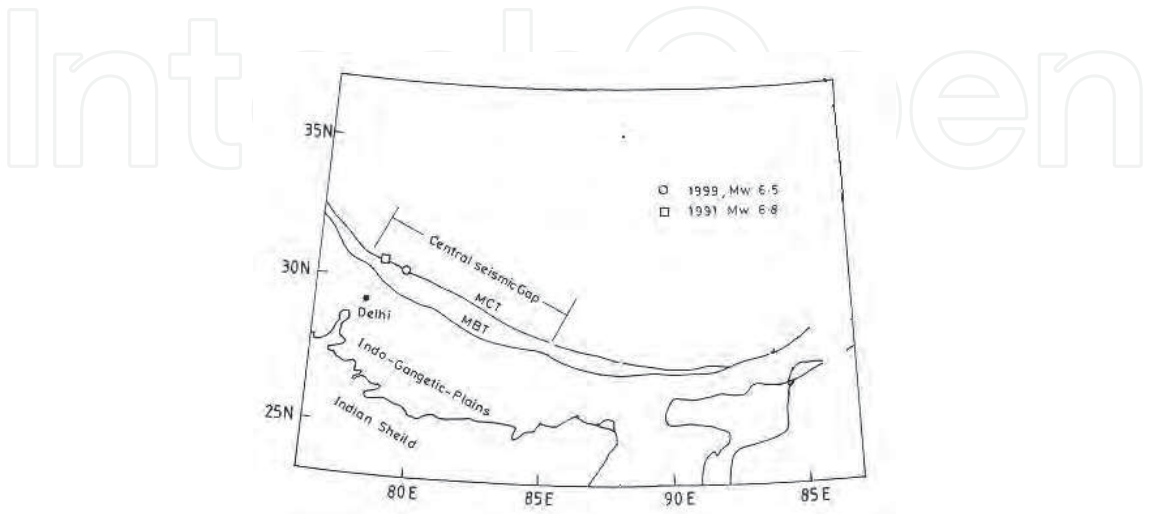 IntechOpen
35N
1999, Mw 6.5
1991 Mw 6.8
Central seismic Gap
30N
MCT
MBT
Delhi
Indo-Gangetic-Plains
Indian Sheild
25N
80E
85E
90E
85E